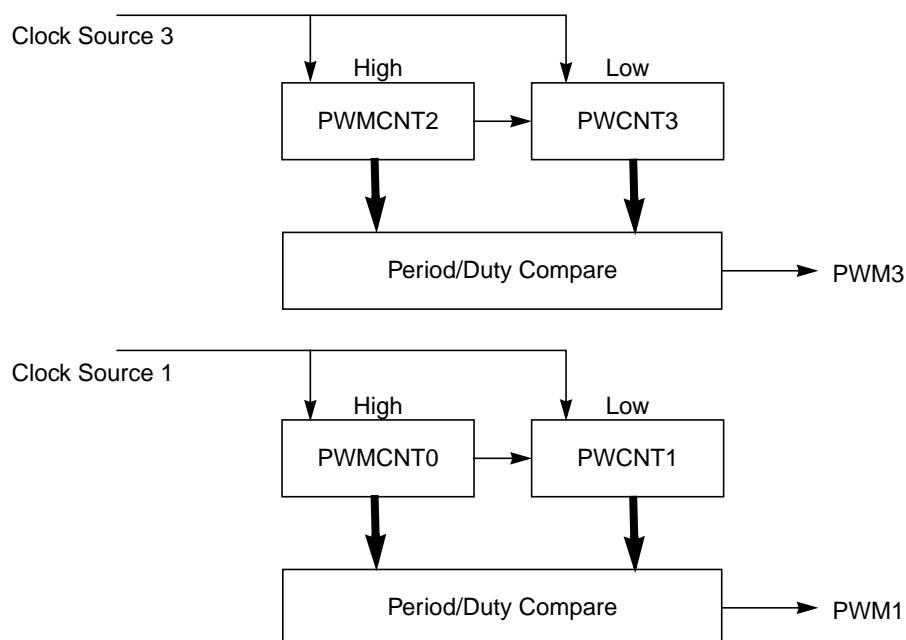 Clock Source 3
High
Low
PWMCNT2
PWCNT3
Period/Duty Compare
PWM3
Clock Source 1
High
Low
PWMCNT0
PWCNT1
Period/Duty Compare
PWM1